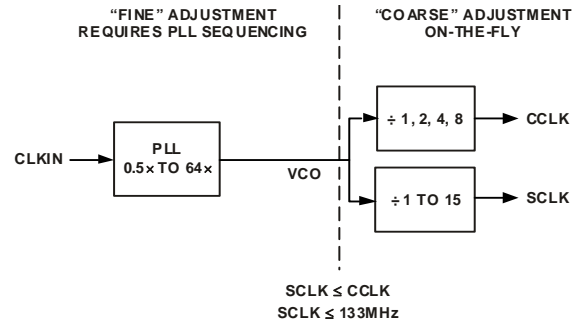 “FINE” ADJUSTMENT
REQUIRES PLL SEQUENCING
“COARSE” ADJUSTMENT
ON-THE-FLY
CLKIN
PLL
0.5× TO 64×
VCO
÷ 1, 2, 4, 8
CCLK
÷1 TO 15
SCLK
SCLK ≤ CCLK
SCLK ≤ 133MHz